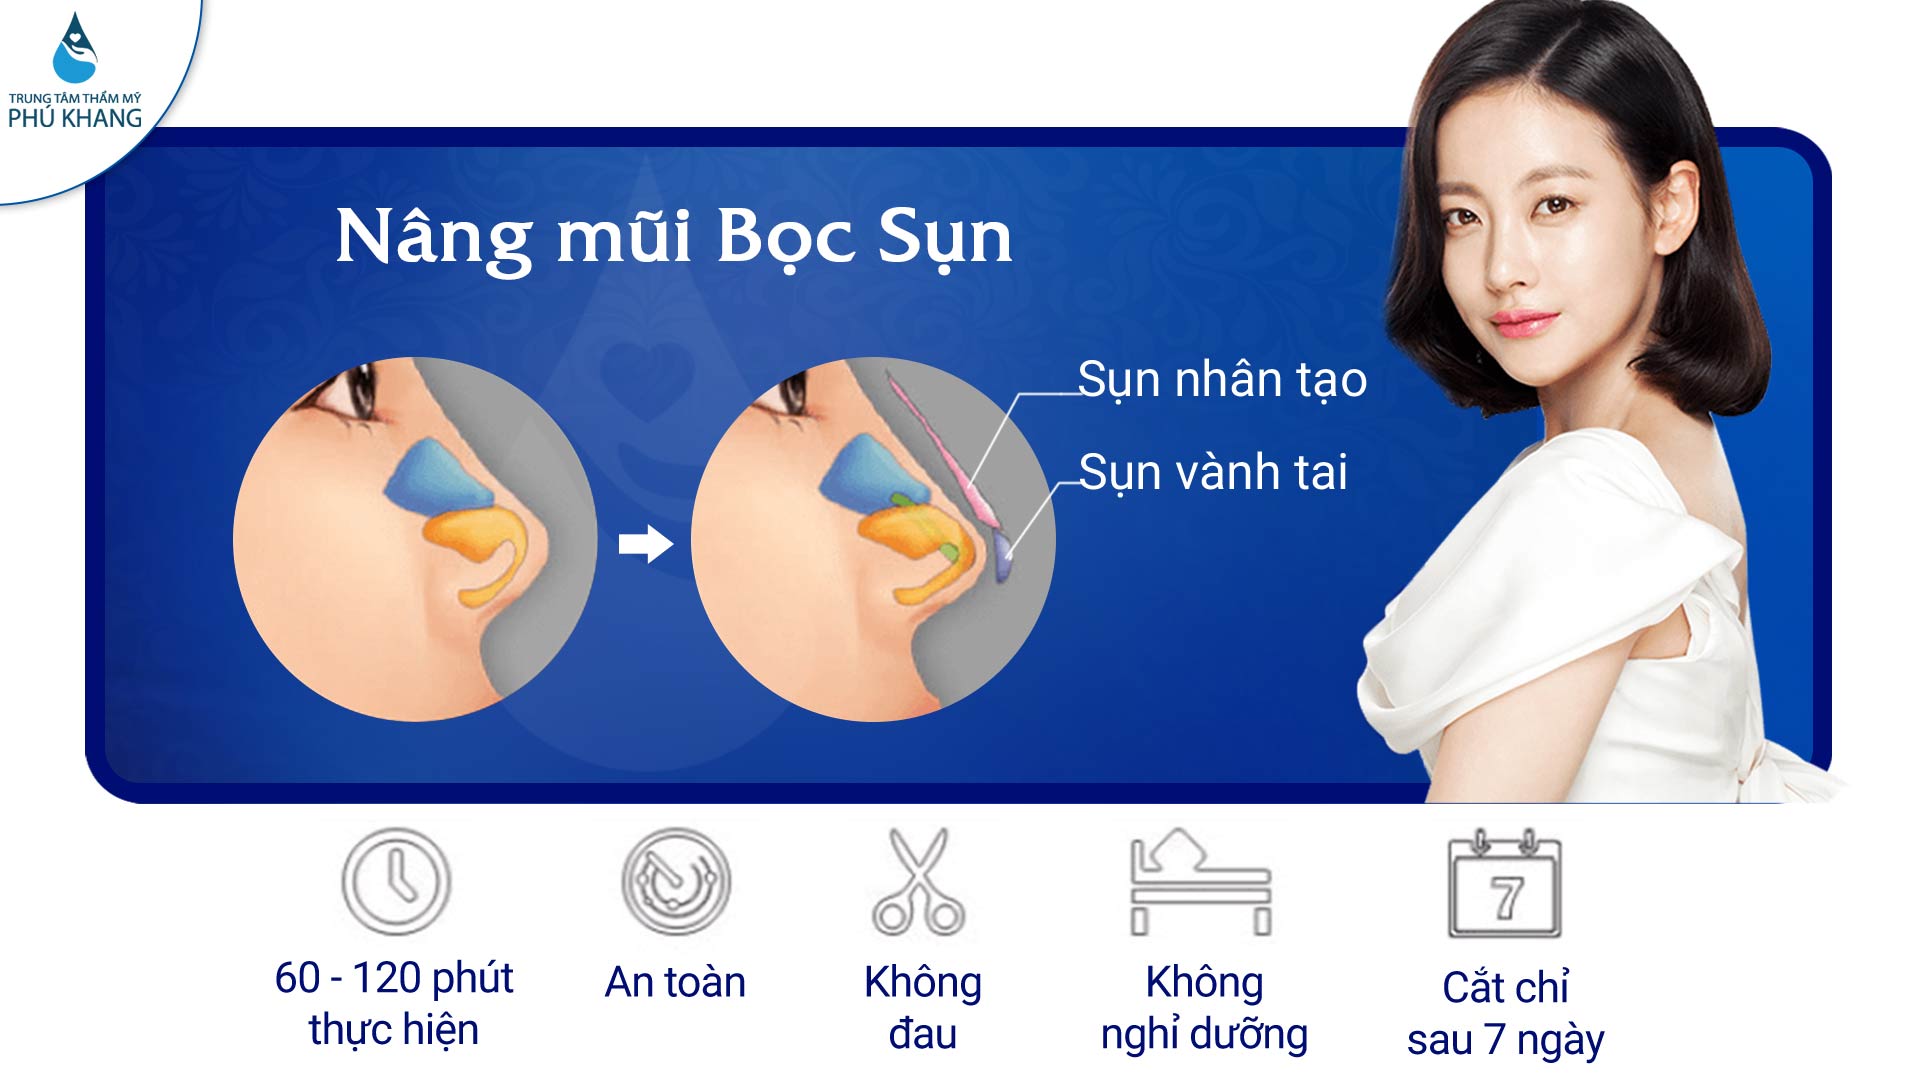 TRUNG TÂM THẨM MỸ
PHÚ KHANG
Nâng mũi Bọc Sụn
Sụn nhân tạo
Sụn vành tai
60 - 120 phút
thực hiện
An toàn
Không
đau
Không
nghỉ dưỡng
7
Cắt chỉ
sau 7 ngày